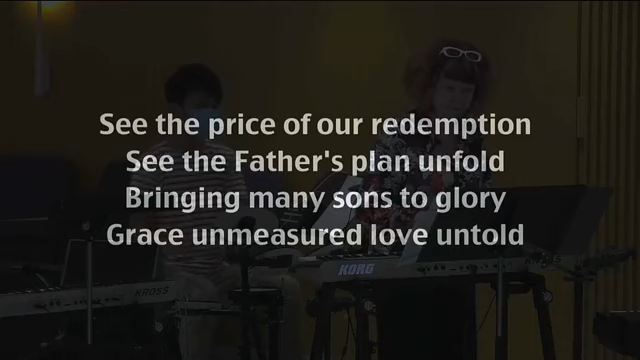 See the price of our redemption
See the Father's plan unfold
Bringing many sons to glory
Grace unmeasured love untold
KORG
KROSS